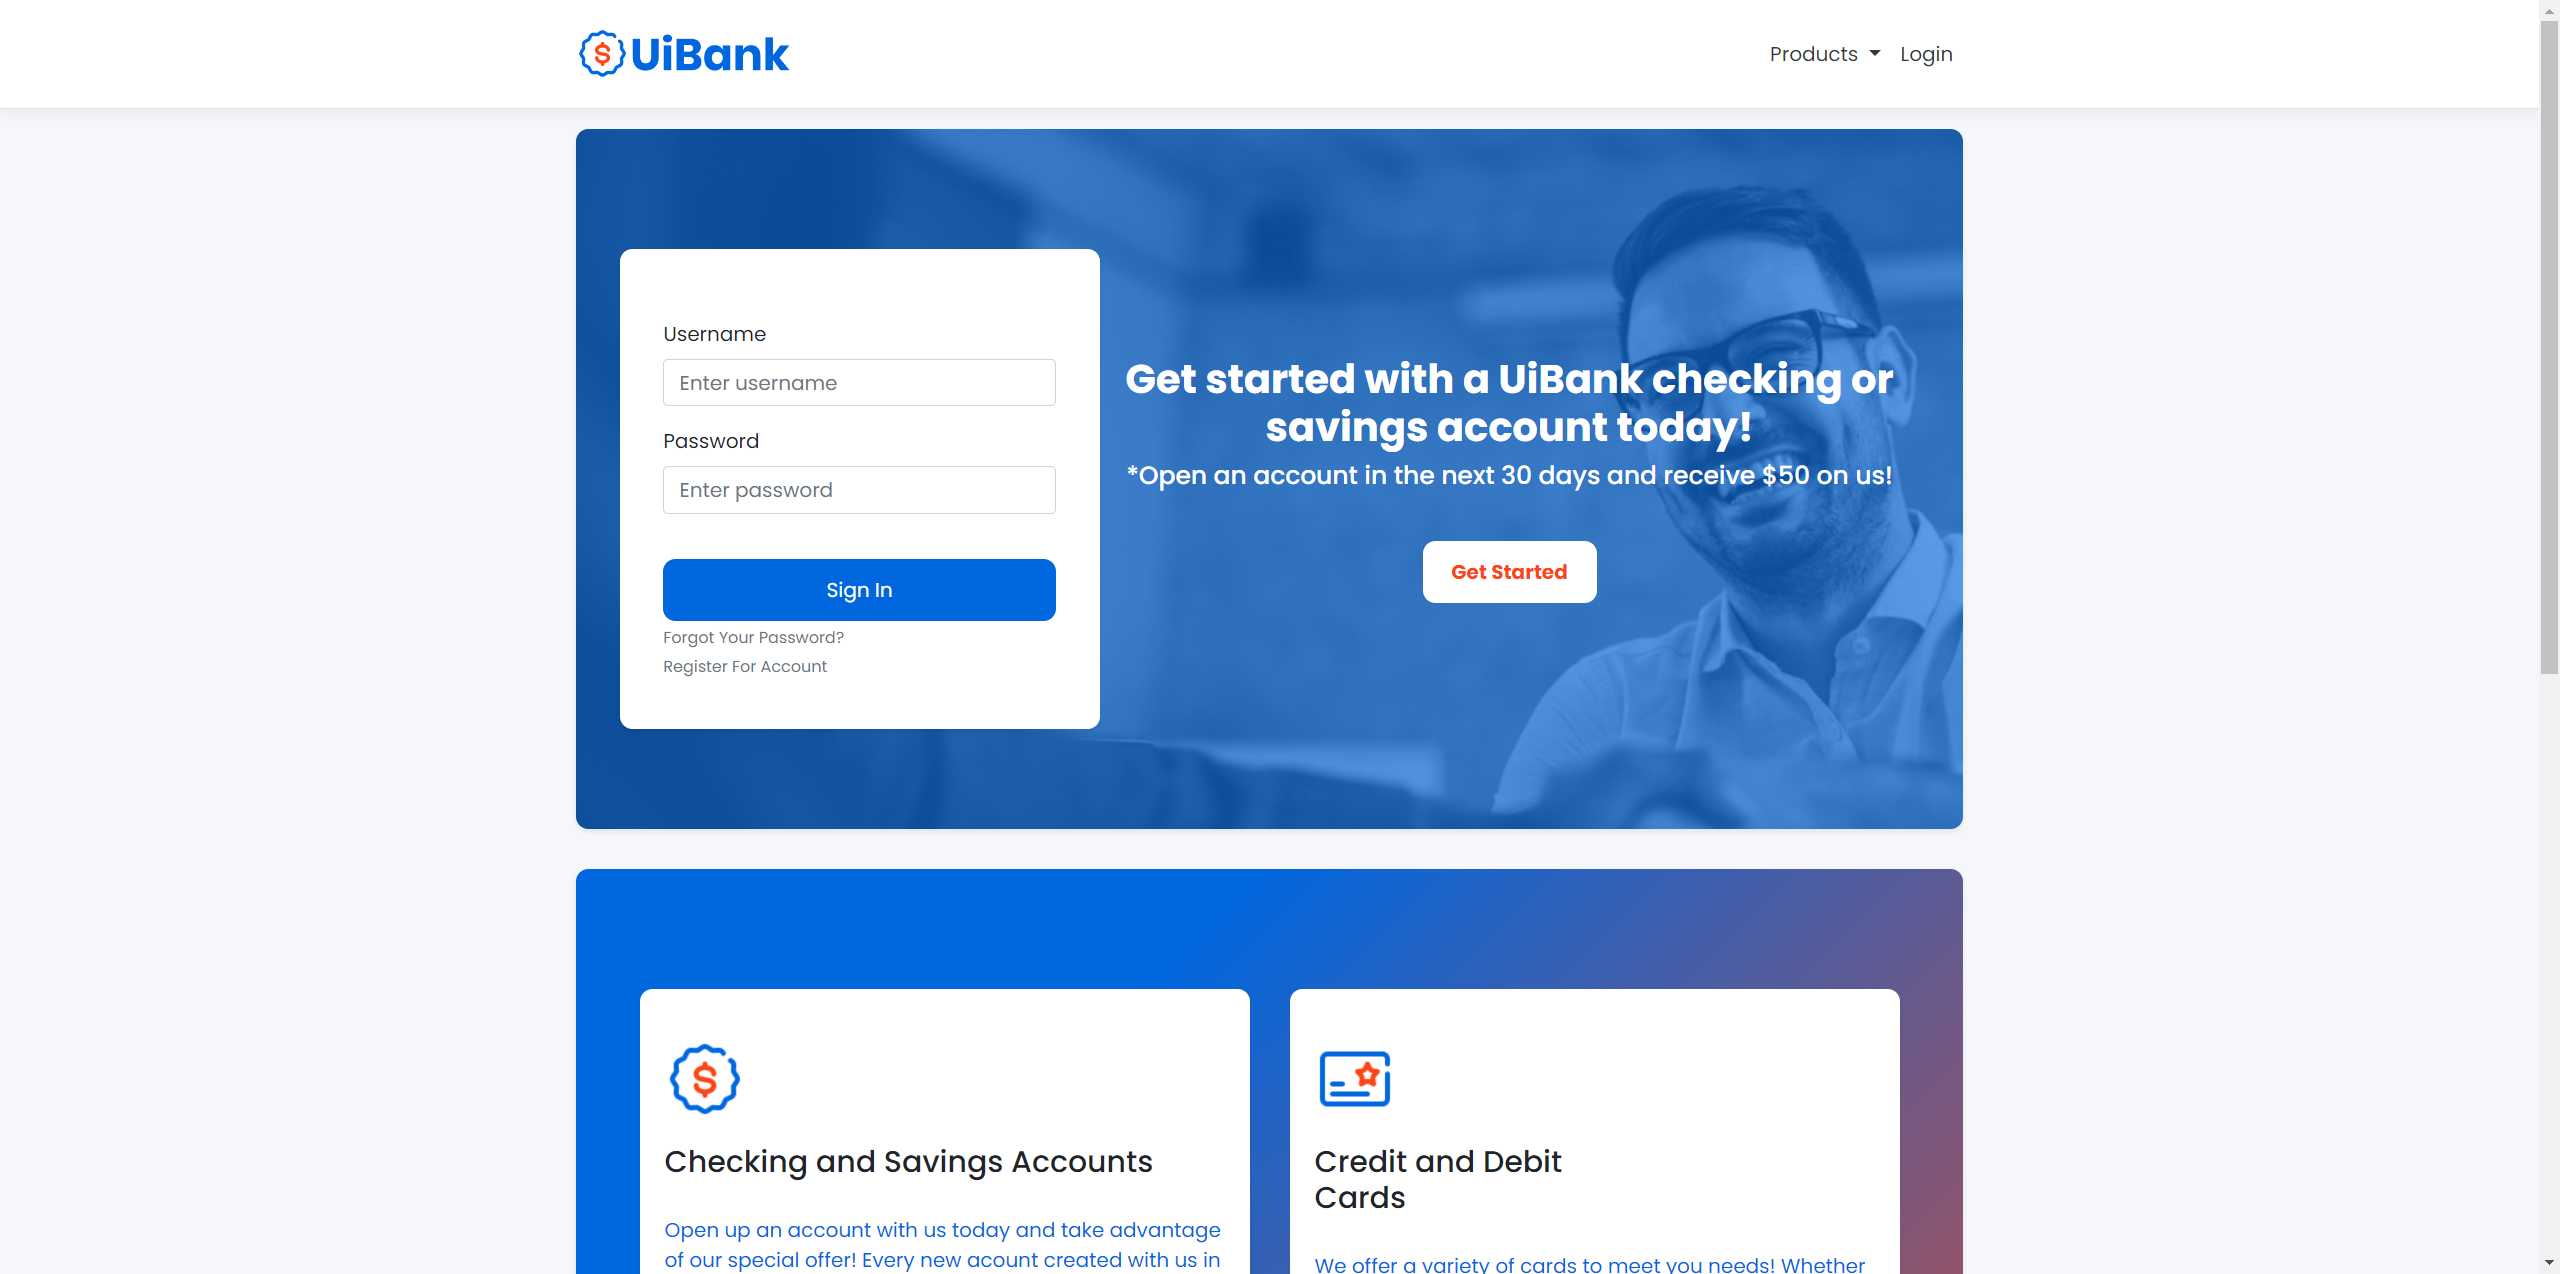 UiBank
Products
Login
Username
Enter username
Password
Enter password
Sign In
Forgot Your Password?
Register For Account
Get started with a UiBank checking or
savings account today!
*Open an account in the next 30 days and receive $50 on us!
Get Started
Checking and Savings Accounts
Open up an account with us today and take advantage
of our special offer! Every new acount created with us in
Credit and Debit
Cards
We offer a variety of cards to meet you needs! Whether